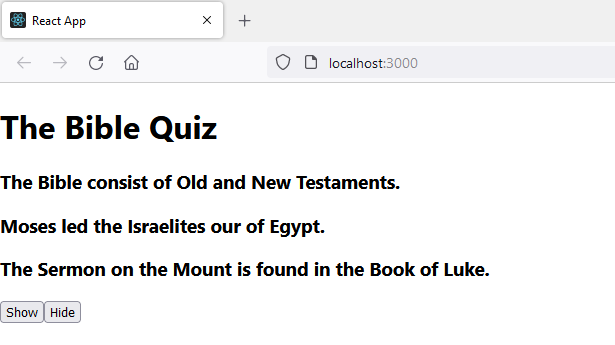 React App
localhost:3000
The Bible Quiz
The Bible consist of Old and New Testaments.
Moses led the Israelites our of Egypt.
The Sermon on the Mount is found in the Book of Luke.
Show Hide